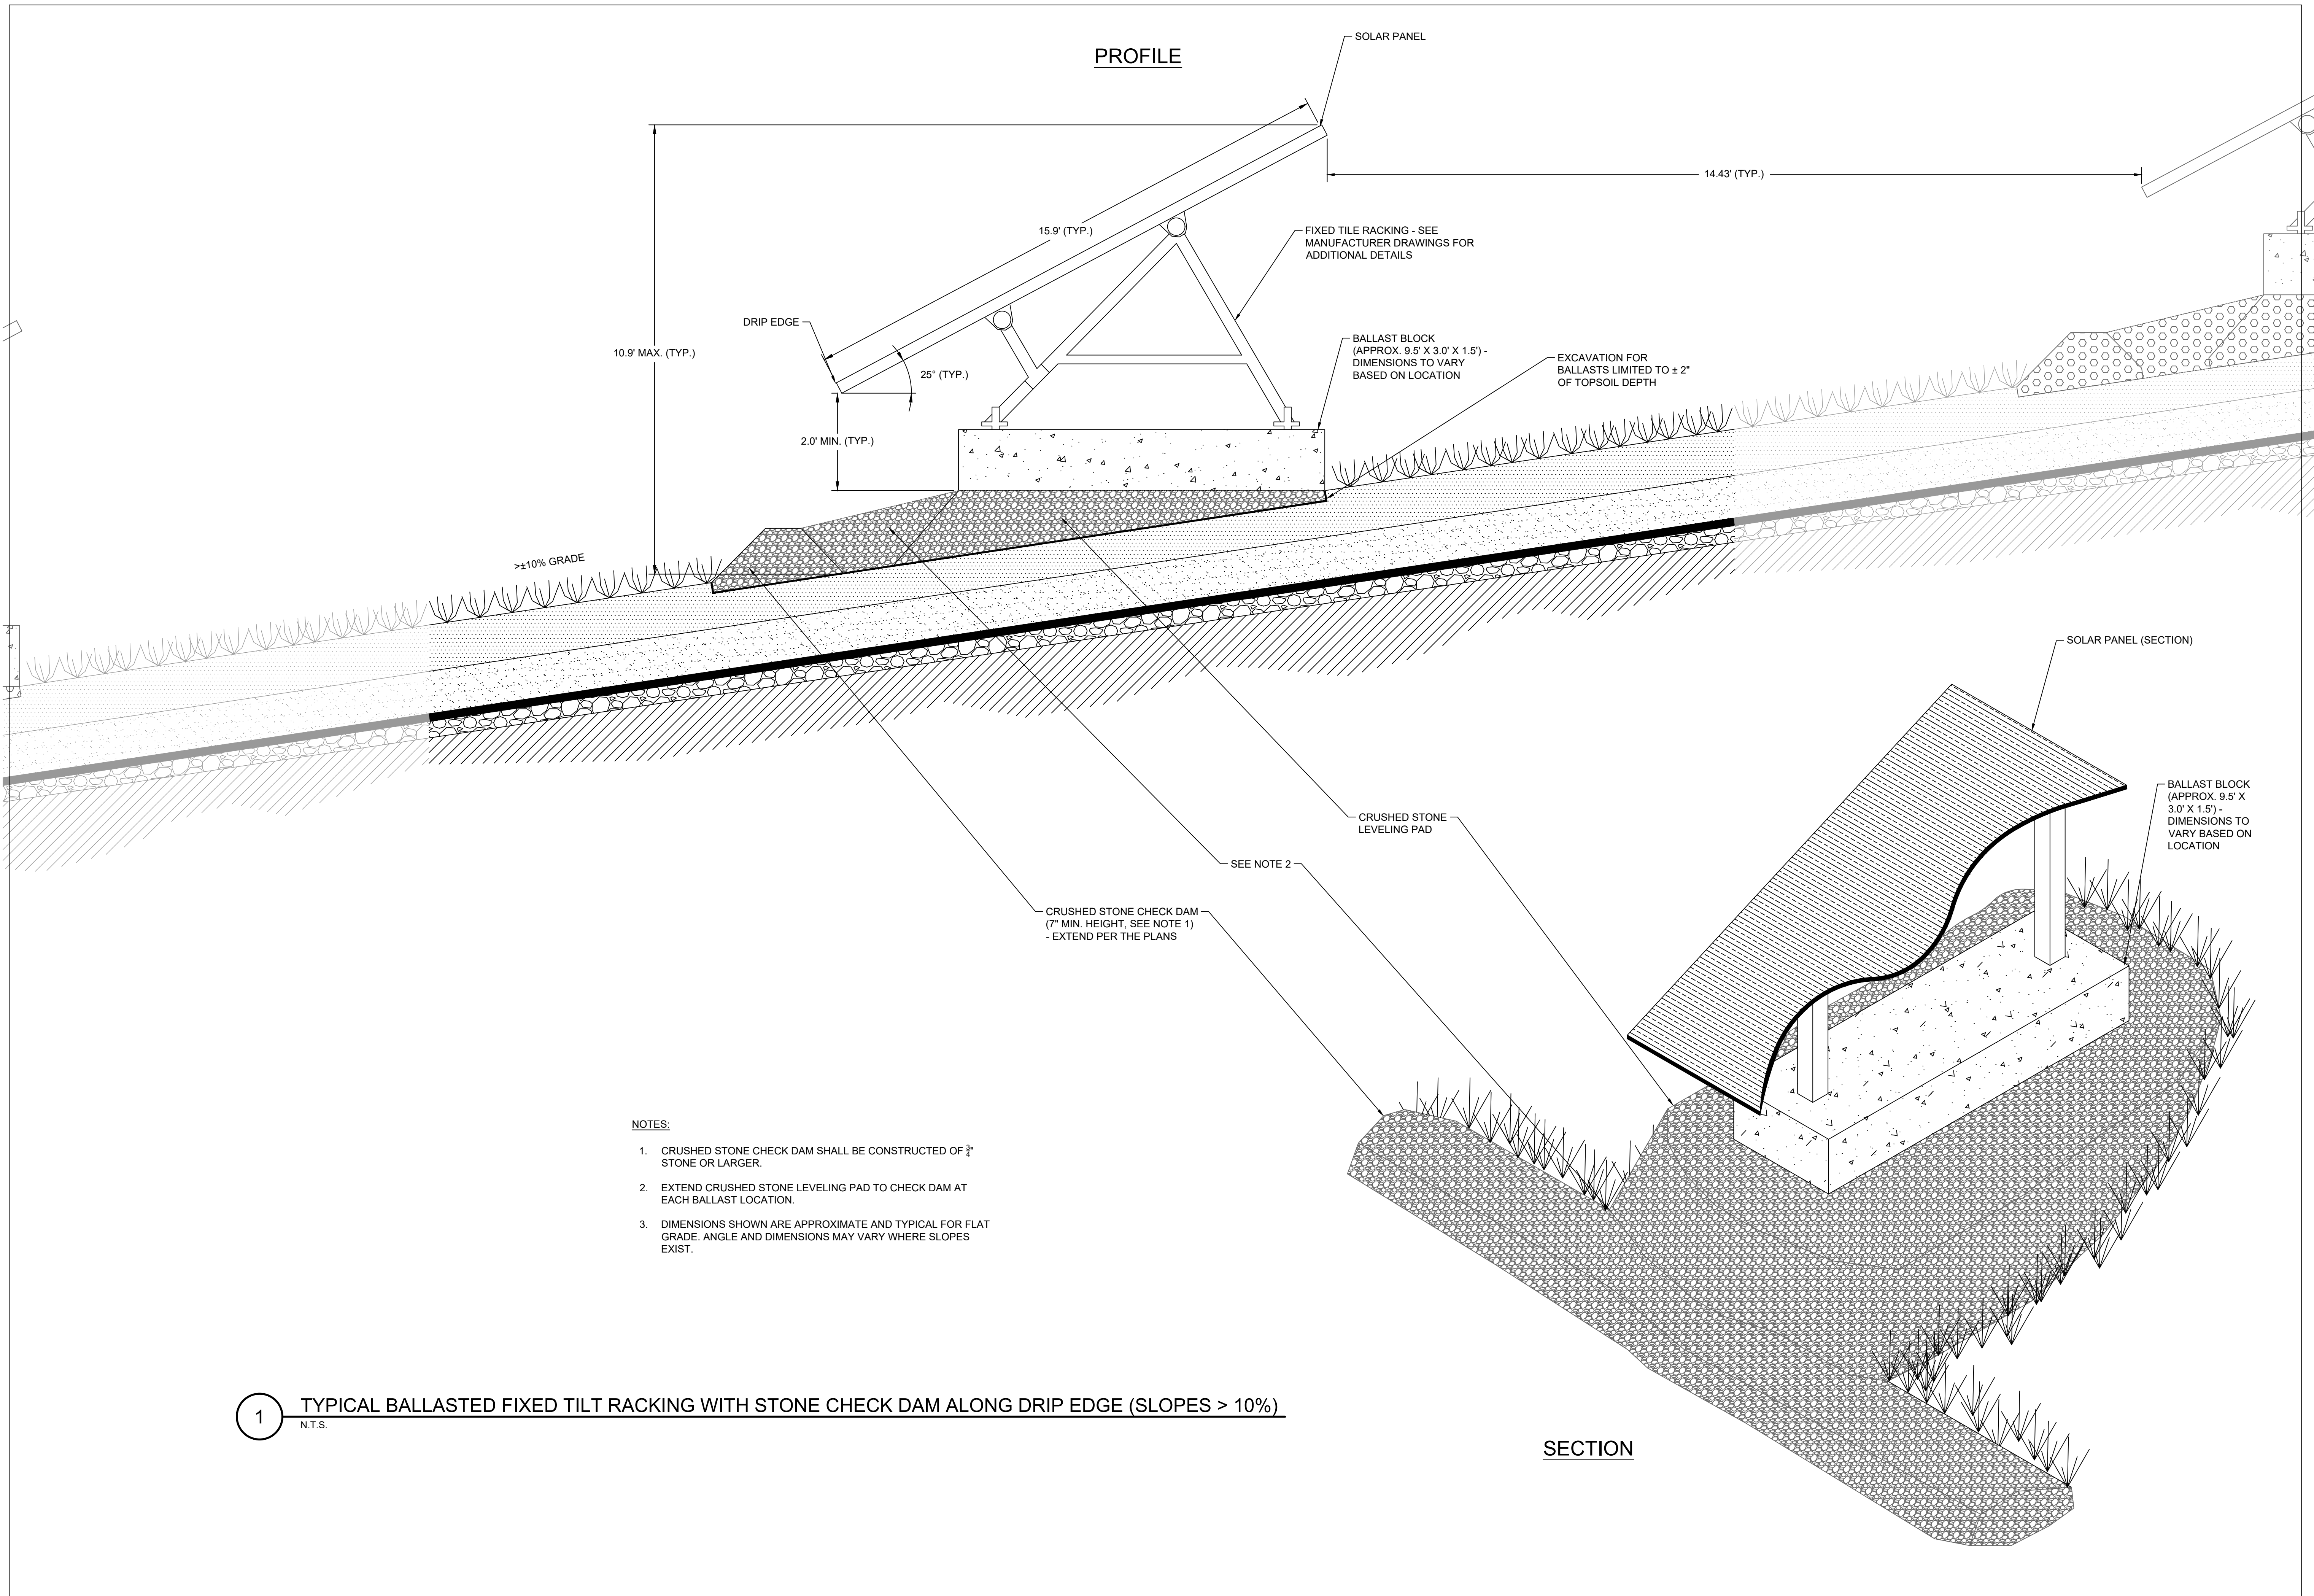 PROFILE
SOLAR PANEL
14.43' (TYP.)
15.9' (TYP.)
FIXED TILE RACKING - SEE
MANUFACTURER DRAWINGS FOR
ADDITIONAL DETAILS
DRIP EDGE
10.9' MAX. (TYP.)
25° (TYP.)
BALLAST BLOCK
(APPROX. 9.5' X 3.0' X 1.5') -
DIMENSIONS TO VARY
BASED ON LOCATION
EXCAVATION FOR
BALLASTS LIMITED TO ± 2"
OF TOPSOIL DEPTH
2.0' MIN. (TYP.)
>±10% GRADE
SOLAR PANEL (SECTION)
BALLAST BLOCK
(APPROX. 9.5' X
3.0' X 1.5') -
DIMENSIONS TO
VARY BASED ON
LOCATION
CRUSHED STONE
LEVELING PAD
SEE NOTE 2
CRUSHED STONE CHECK DAM
(7" MIN. HEIGHT, SEE NOTE 1)
- EXTEND PER THE PLANS
NOTES:
1. CRUSHED STONE CHECK DAM SHALL BE CONSTRUCTED OF 3/4"
STONE OR LARGER.
2. EXTEND CRUSHED STONE LEVELING PAD TO CHECK DAM AT
EACH BALLAST LOCATION.
3. DIMENSIONS SHOWN ARE APPROXIMATE AND TYPICAL FOR FLAT
GRADE. ANGLE AND DIMENSIONS MAY VARY WHERE SLOPES
EXIST.
1 TYPICAL BALLASTED FIXED TILT RACKING WITH STONE CHECK DAM ALONG DRIP EDGE (SLOPES > 10%)
N.T.S.
SECTION